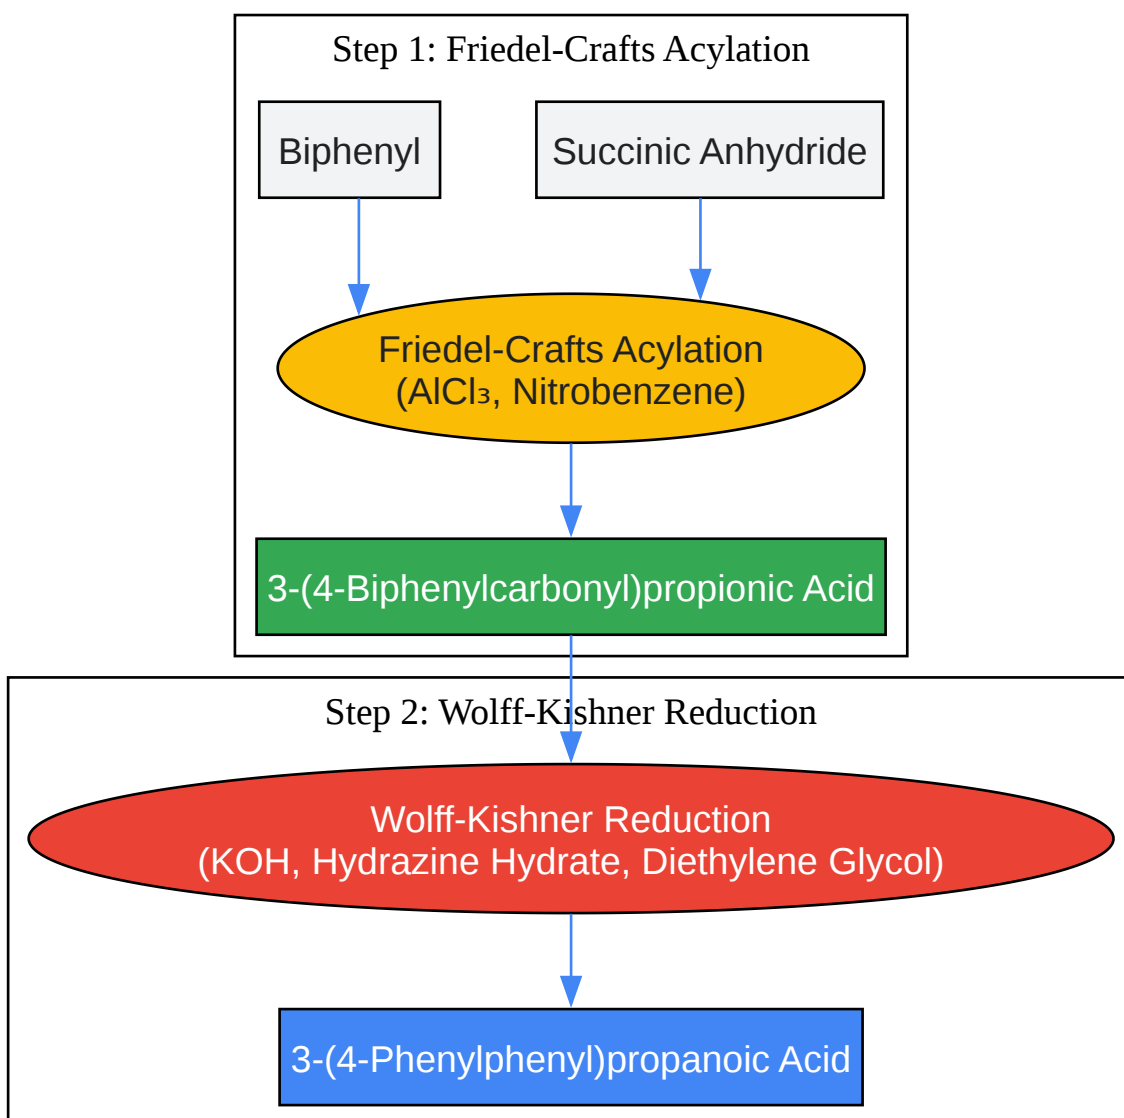 Step 1: Friedel-Crafts Acylation
Biphenyl
Succinic Anhydride
Friedel-Crafts Acylation
(AlCl₃, Nitrobenzene)
3-(4-Biphenylcarbonyl)propionic Acid
Step 2: Wolff-Kishner Reduction
Wolff-Kishner Reduction
(KOH, Hydrazine Hydrate, Diethylene Glycol)
3-(4-Phenylphenyl)propanoic Acid